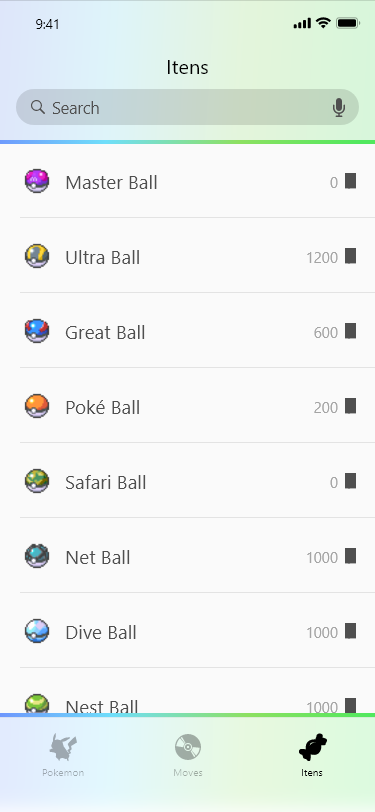 9:41
Itens
Search
Master Ball 0
Ultra Ball 1200
Great Ball 600
Poké Ball 200
Safari Ball 0
Net Ball 1000
Dive Ball 1000
Nest Ball 1000
Pokemon Moves Itens